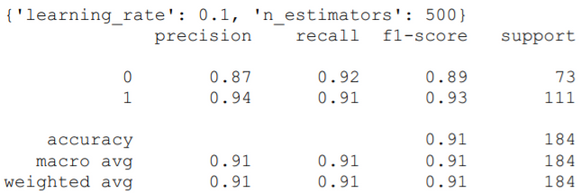 {'learning_rate': 0.1, 'n_estimators': 500}
precision recall f1-score support
0 0.87 0.92 0.89 73
1 0.94 0.91 0.93 111
accuracy 0.91 184
macro avg 0.91 0.91 0.91 184
weighted avg 0.91 0.91 0.91 184